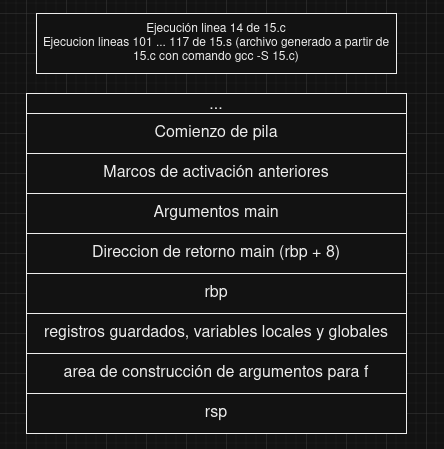 Ejecución linea 14 de 15.c
Ejecucion lineas 101 ... 117 de 15.s (archivo generado a partir de
15.c con comando gcc -S 15.c)
...
Comienzo de pila
Marcos de activación anteriores
Argumentos main
Direccion de retorno main (rbp + 8)
rbp
registros guardados, variables locales y globales
area de construcción de argumentos para f
rsp